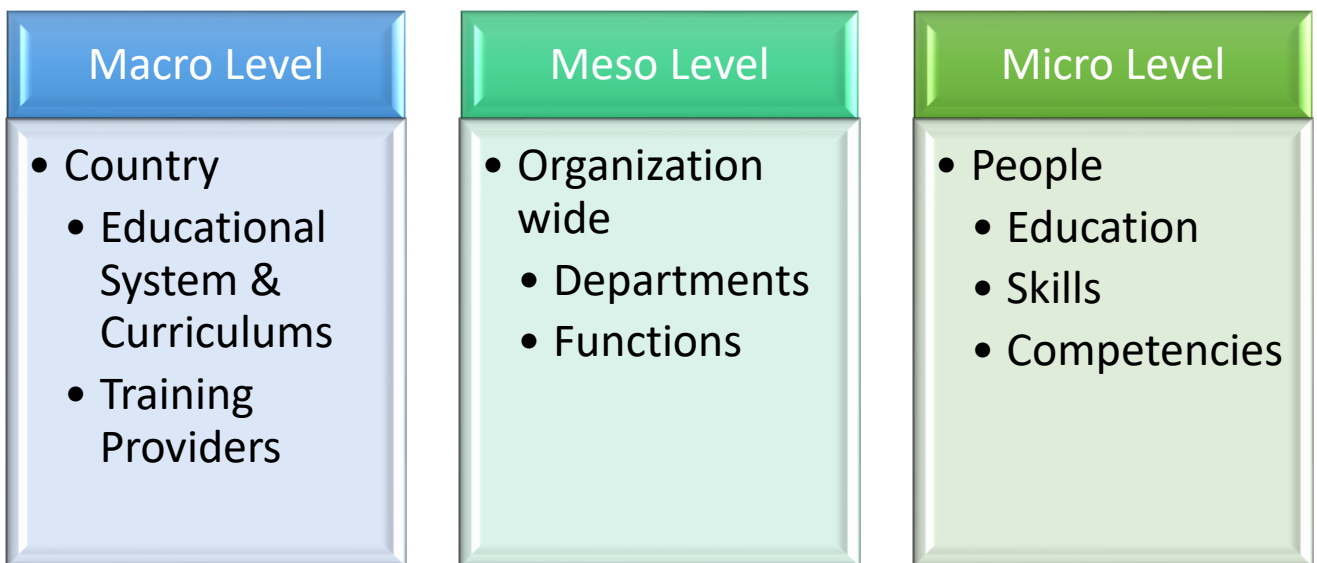 Macro Level
• Country
• Educational
System &
Curriculums
• Training
Providers
Meso Level
• Organization
wide
• Departments
• Functions
Micro Level
• People
• Education
• Skills
• Competencies